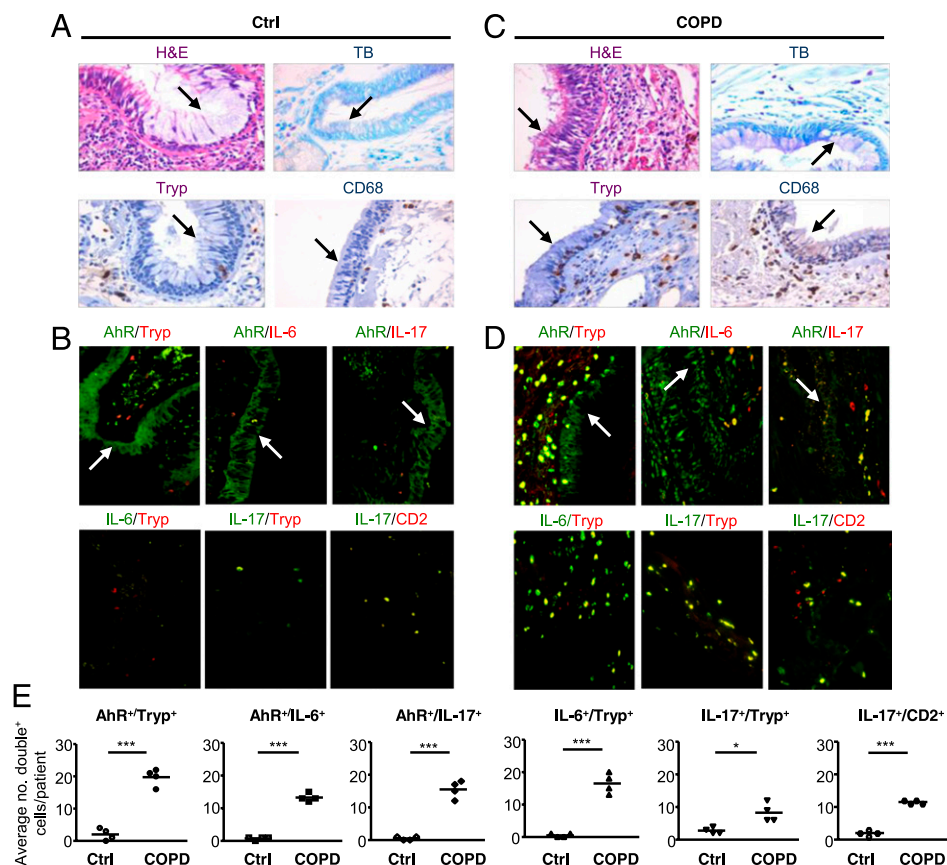 A Ctrl
H&E TB
Tryp CD68
C COPD
H&E TB
Tryp CD68
B AhR/Tryp AhR/IL-6 AhR/IL-17
IL-6/Tryp IL-17/Tryp IL-17/CD2
D AhR/Tryp AhR/IL-6 AhR/IL-17
IL-6/Tryp IL-17/Tryp IL-17/CD2
E
Average no. double⁺
cells/patient
AhR⁺/Tryp⁺
***
30
20
10
0
Ctrl COPD
AhR⁺/IL-6⁺
***
30
20
10
0
Ctrl COPD
AhR⁺/IL-17⁺
***
30
20
10
0
Ctrl COPD
IL-6⁺/Tryp⁺
***
30
20
10
0
Ctrl COPD
IL-17⁺/Tryp⁺
*
30
20
10
0
Ctrl COPD
IL-17⁺/CD2⁺
***
30
20
10
0
Ctrl COPD